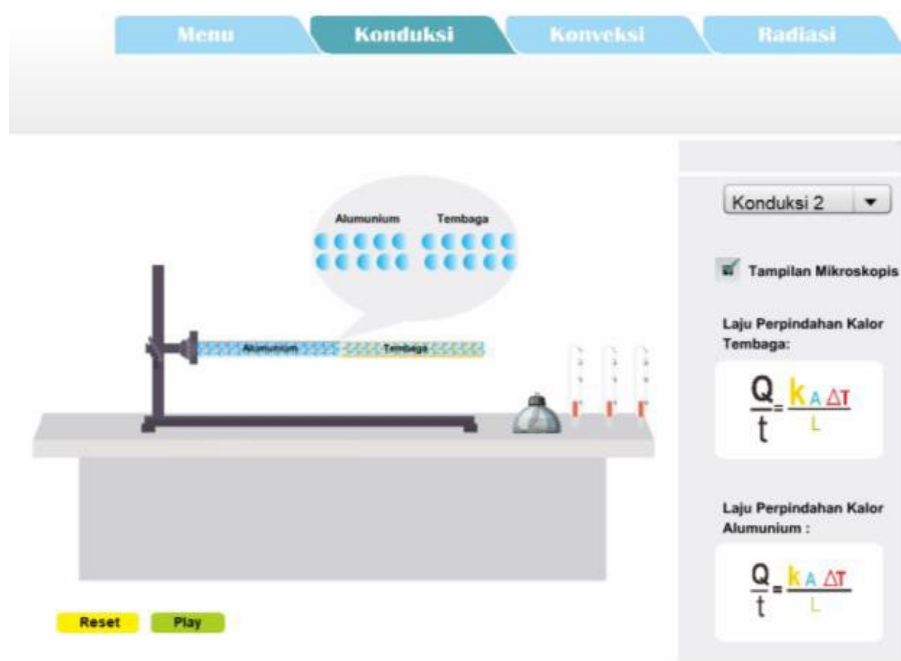 Menu Konduksi Konveksi Radiasi
Konduksi 2
Alumunium Tembaga
Tampilan Mikroskopis
Alumunium Tembaga
Laju Perpindahan Kalor
Tembaga:
Q/t = k A ΔT / L
Laju Perpindahan Kalor
Alumunium :
Q/t = k A ΔT / L
Reset Play